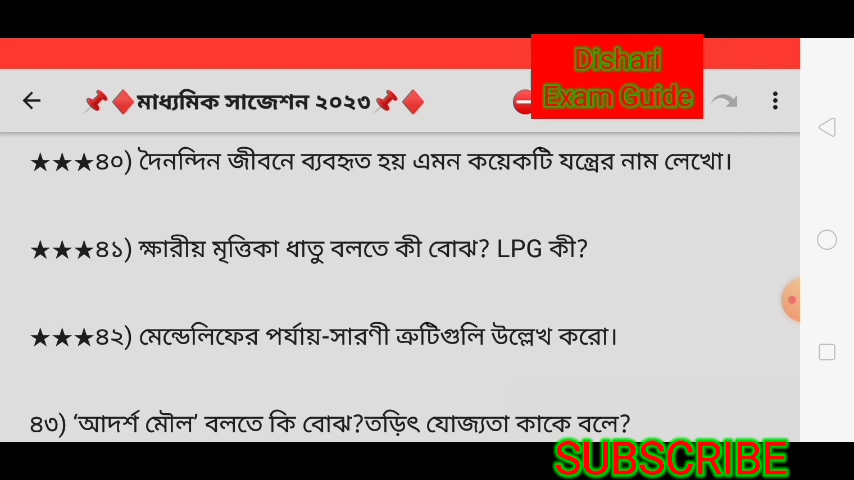 Dishari
📌♦️মাধ্যমিক সাজেশন ২০২৩📌♦️
Exam Guide
★★★৪০) দৈনন্দিন জীবনে ব্যবহৃত হয় এমন কয়েকটি যন্ত্রের নাম লেখো।
★★★৪১) ক্ষারীয় মৃত্তিকা ধাতু বলতে কী বোঝ? LPG কী?
★★★৪২) মেন্ডেলিফের পর্যায়-সারণী ত্রুটিগুলি উল্লেখ করো।
৪৩) ‘আদর্শ মৌল’ বলতে কি বোঝ?তড়িৎ যোজ্যতা কাকে বলে?
SUBSCRIBE